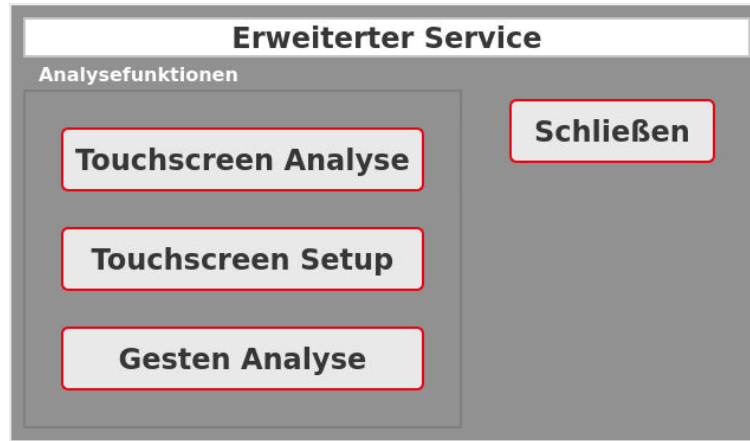 Erweiterter Service
Analysefunktionen
Touchscreen Analyse
Schließen
Touchscreen Setup
Gesten Analyse